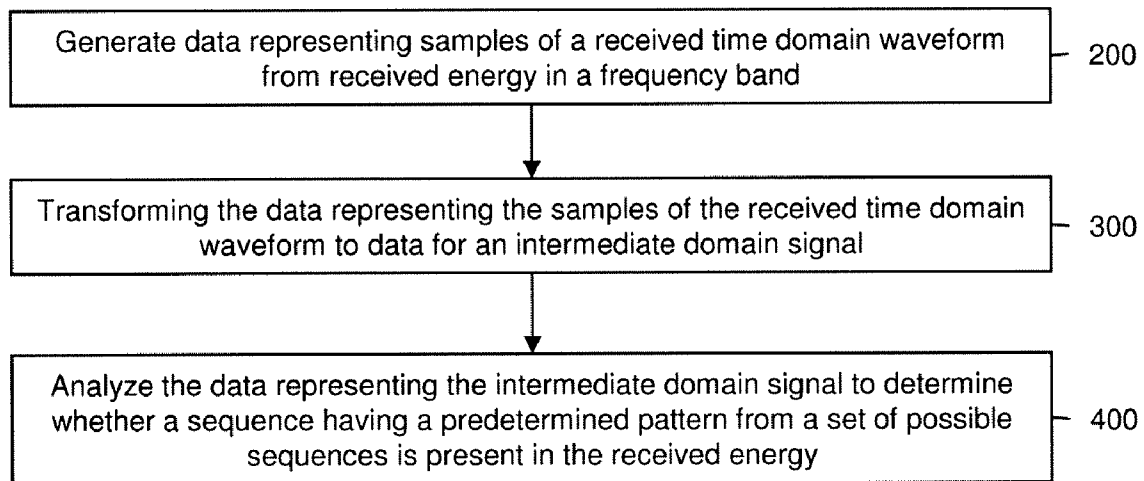 Generate data representing samples of a received time domain waveform
from received energy in a frequency band
200
Transforming the data representing the samples of the received time domain
waveform to data for an intermediate domain signal
300
Analyze the data representing the intermediate domain signal to determine
whether a sequence having a predetermined pattern from a set of possible
sequences is present in the received energy
400